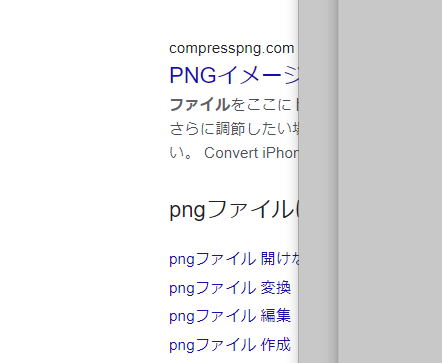 compresspng.com
PNGイメージ
ファイルをここに
さらに調節したい
い。 Convert iPhon
pngファイル
pngファイル 開け
pngファイル 変換
pngファイル 編集
pngファイル 作成